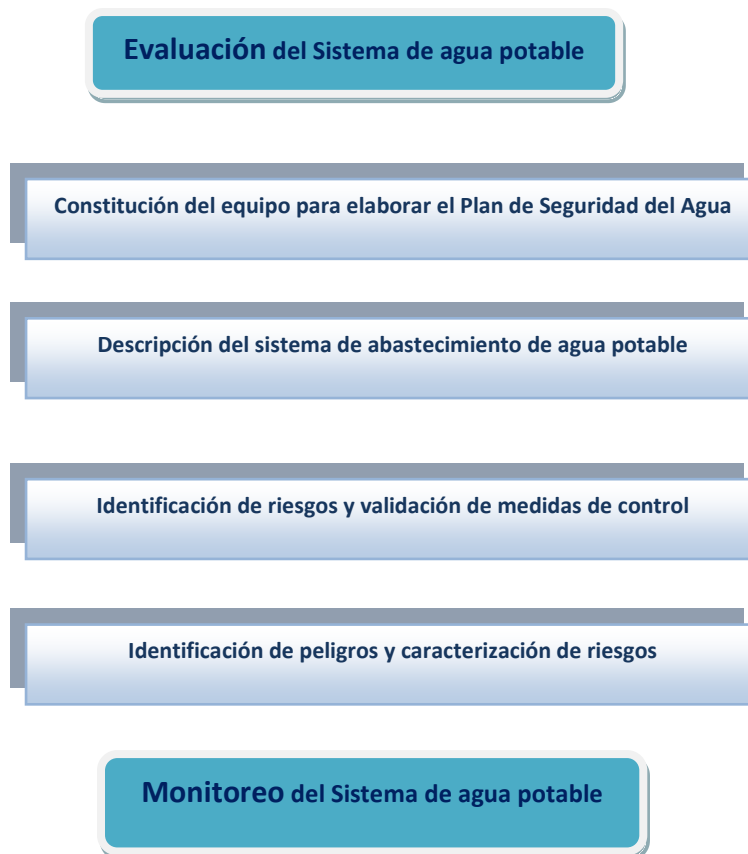 Evaluación del Sistema de agua potable
Constitución del equipo para elaborar el Plan de Seguridad del Agua
Descripción del sistema de abastecimiento de agua potable
Identificación de riesgos y validación de medidas de control
Identificación de peligros y caracterización de riesgos
Monitoreo del Sistema de agua potable